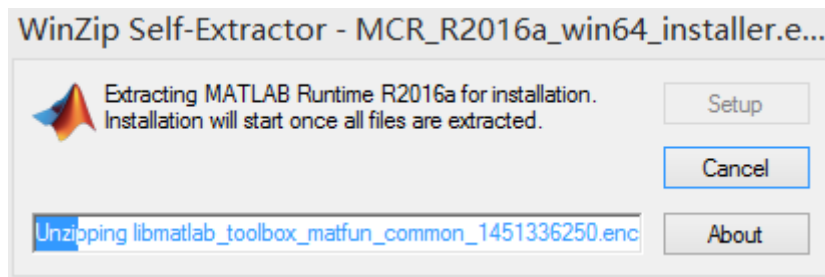 WinZip Self-Extractor - MCR_R2016a_win64_installer.e...
Extracting MATLAB Runtime R2016a for installation.
Installation will start once all files are extracted.
Setup
Cancel
Unzipping libmatlab_toolbox_matfun_common_1451336250.enc
About